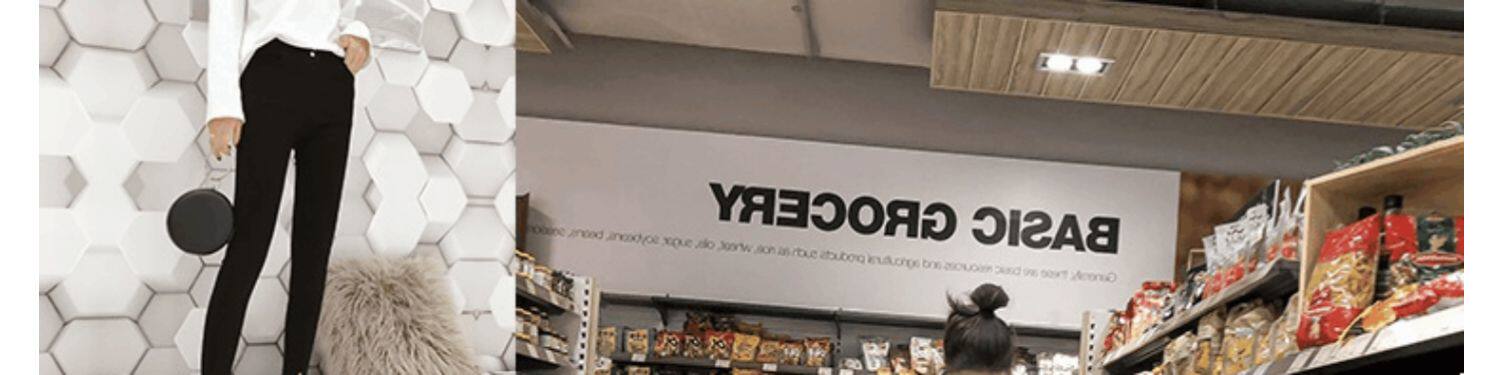 BASIC GROCERY
Generally, these are basic resources and agricultural products such as rice, wheat, oils, sugar, soybeans, beans,